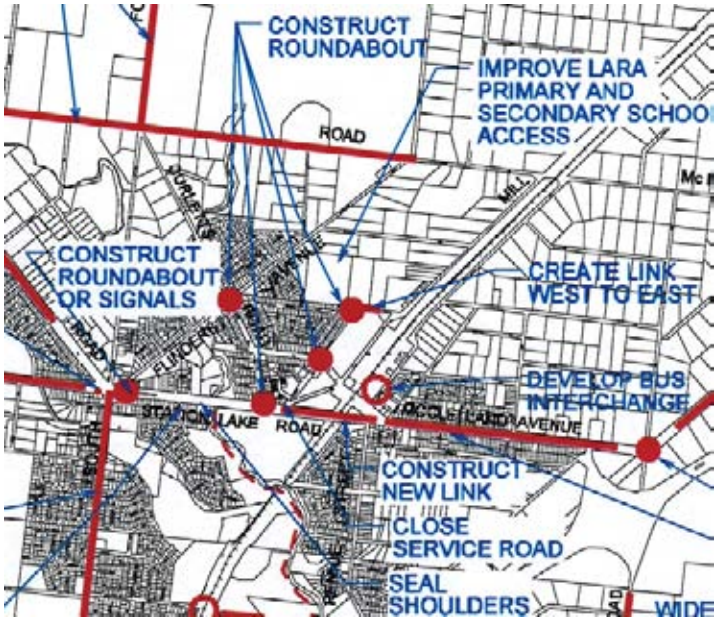 CONSTRUCT
ROUNDABOUT
IMPROVE LARA
PRIMARY AND
SECONDARY SCHOOL
ACCESS
ROAD
MILL
AVENUE
FLINDERS
CONSTRUCT
ROUNDABOUT
OR SIGNALS
CREATE LINK
WEST TO EAST
ROAD
DEVELOP BUS
INTERCHANGE
STATION LAKE
ROAD
AVENUE
SOUTH
CONSTRUCT
NEW LINK
CLOSE
SERVICE ROAD
SEAL
SHOULDERS
WIDE